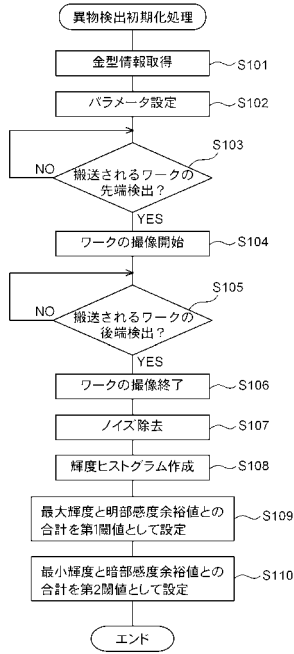 異物検出初期化処理
金型情報取得
S101
パラメータ設定
S102
S103
搬送されるワークの
先端検出?
NO
YES
ワークの撮像開始
S104
S105
搬送されるワークの
後端検出?
NO
YES
ワークの撮像終了
S106
ノイズ除去
S107
輝度ヒストグラム作成
S108
最大輝度と明部感度余裕値との
合計を第1閾値として設定
S109
最小輝度と暗部感度余裕値との
合計を第2閾値として設定
S110
エンド